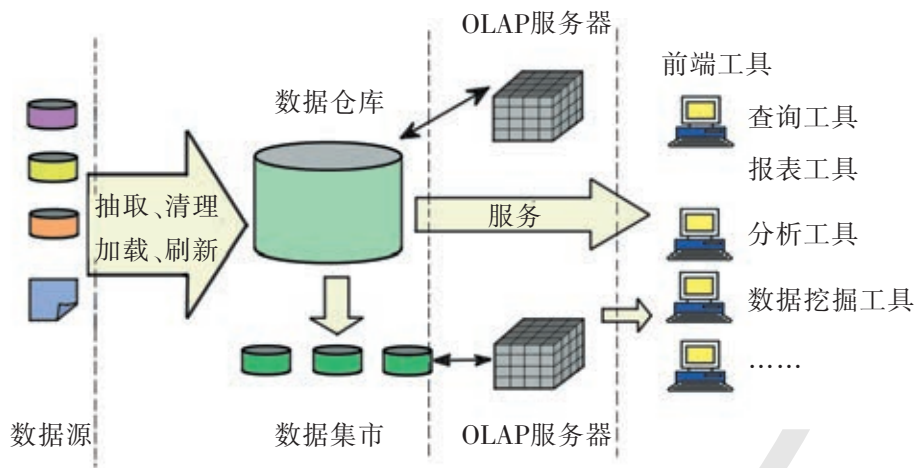 OLAP服务器
前端工具
数据仓库
查询工具
报表工具
抽取、清理
加载、刷新
服务
分析工具
数据挖掘工具
……
数据源
数据集市
OLAP服务器